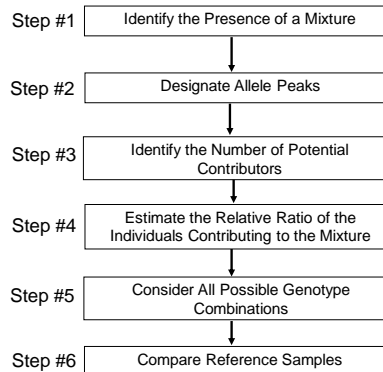 Step #1 Identify the Presence of a Mixture
Step #2 Designate Allele Peaks
Step #3 Identify the Number of Potential
Contributors
Step #4 Estimate the Relative Ratio of the
Individuals Contributing to the Mixture
Step #5 Consider All Possible Genotype
Combinations
Step #6 Compare Reference Samples